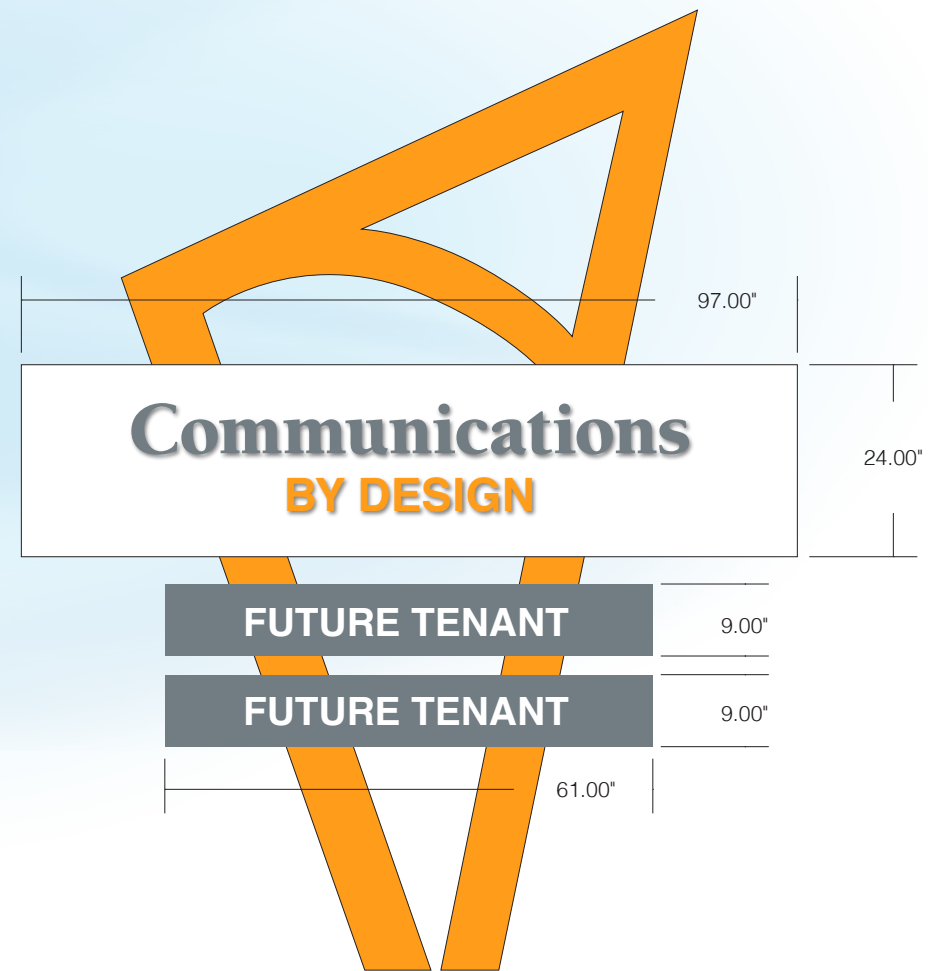 97.00"
Communications
BY DESIGN
24.00"
FUTURE TENANT
9.00"
FUTURE TENANT
9.00"
61.00"